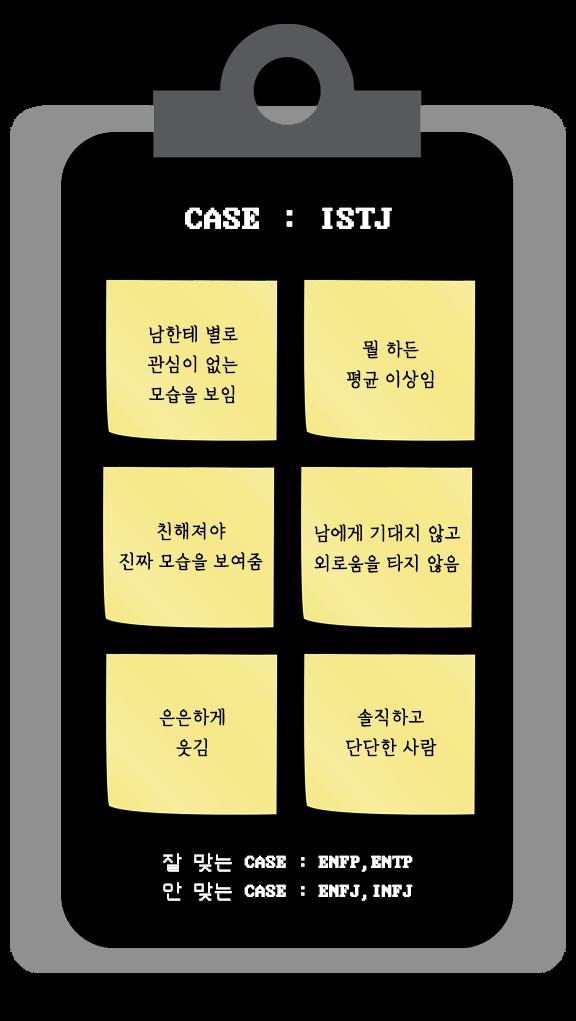 CASE : ISTJ
남한테 별로
관심이 없는
모습을 보임
뭘 하든
평균 이상임
친해져야
진짜 모습을 보여줌
남에게 기대지 않고
외로움을 타지 않음
은은하게
웃김
솔직하고
단단한 사람
잘 맞는 CASE : ENFP,ENTP
안 맞는 CASE : ENFJ,INFJ